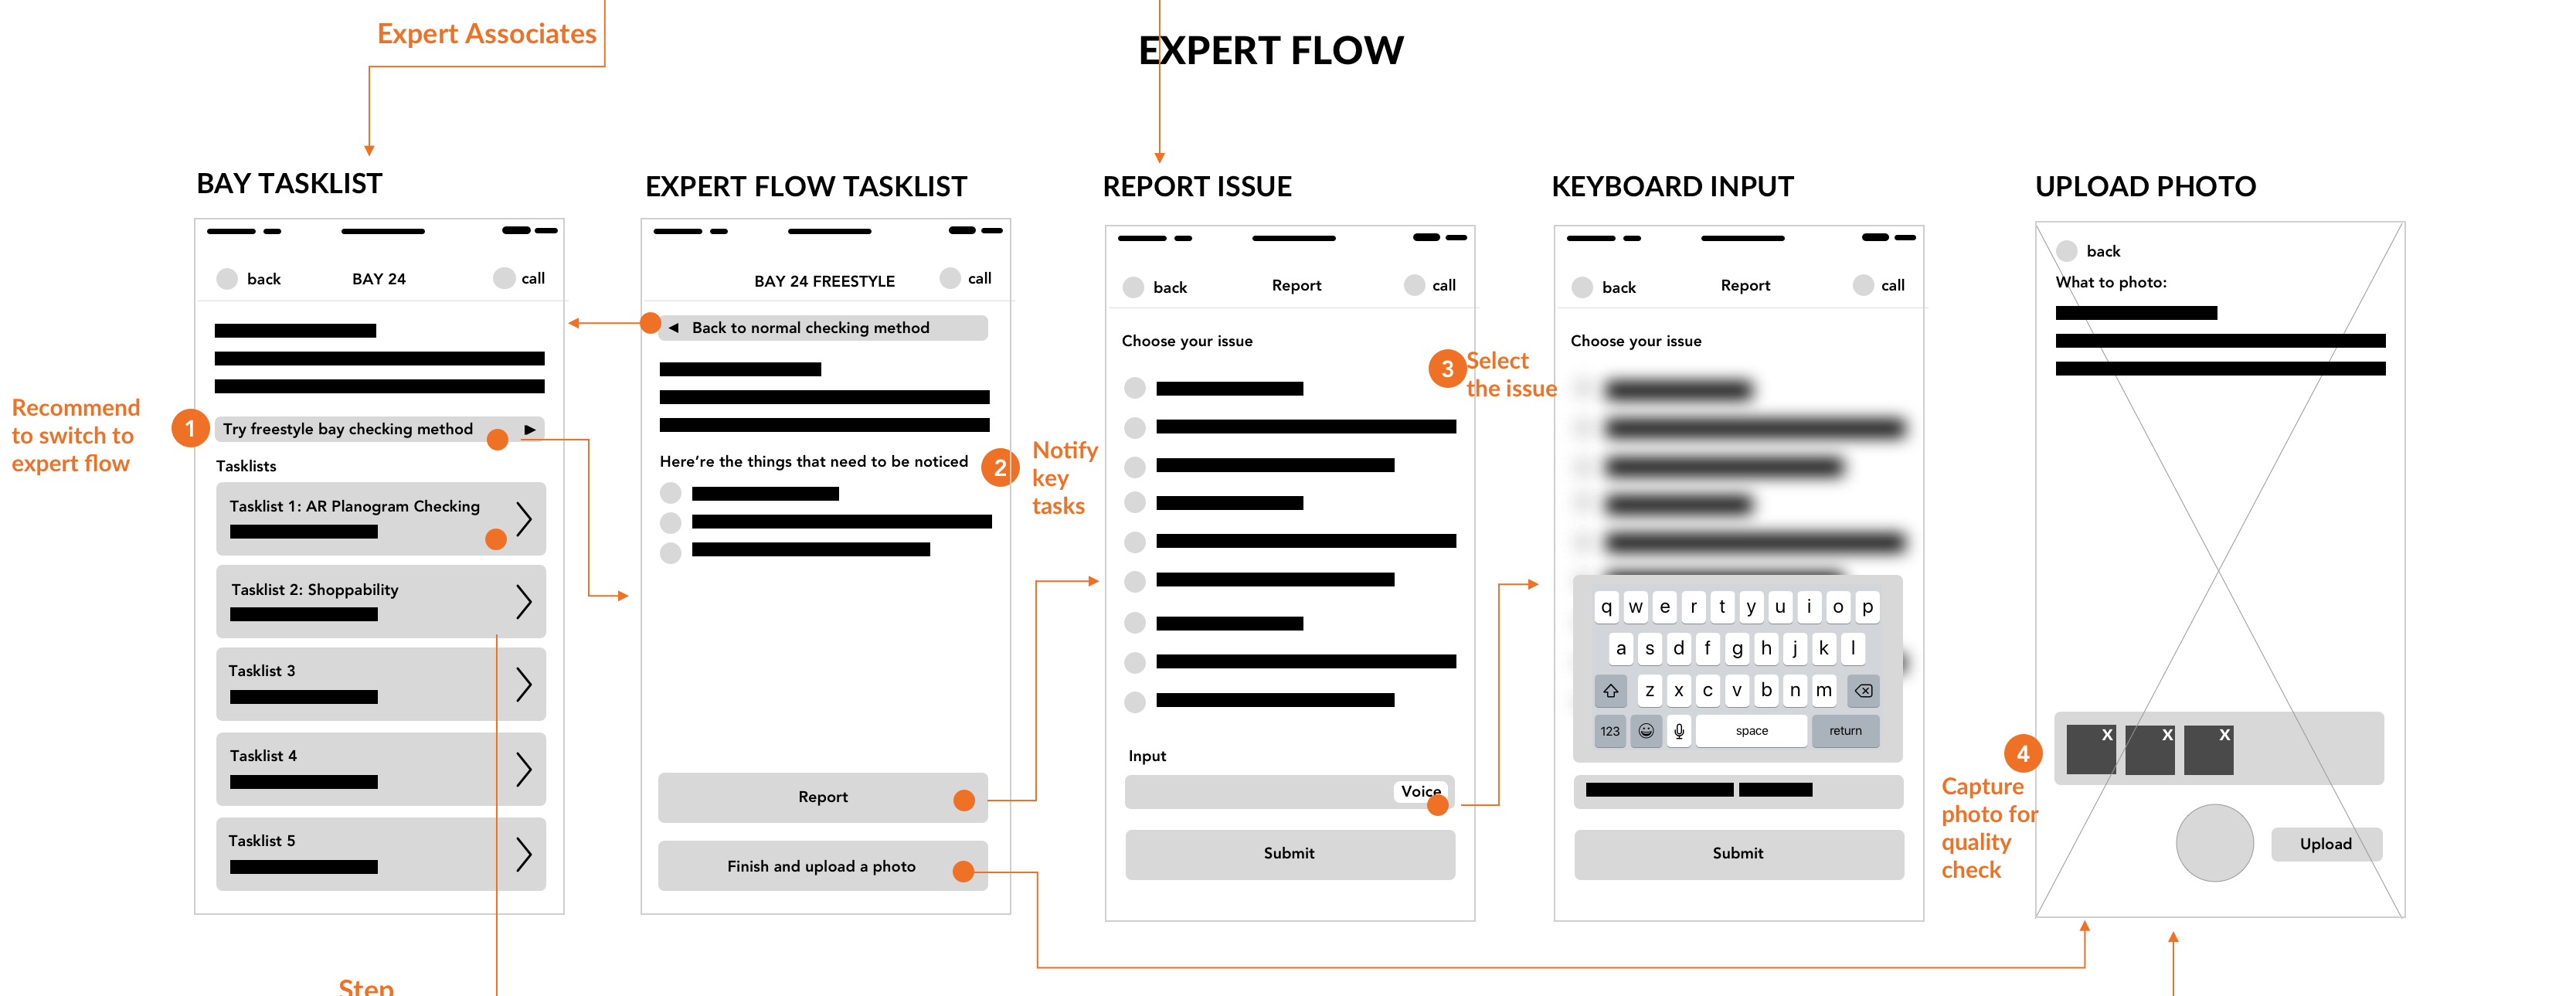 Expert Associates
EXPERT FLOW
BAY TASKLIST
back
BAY 24
call
1
Recommend
to switch to
expert flow
Try freestyle bay checking method
Tasklists
Tasklist 1: AR Planogram Checking
Tasklist 2: Shoppability
Tasklist 3
Tasklist 4
Tasklist 5
Step
EXPERT FLOW TASKLIST
BAY 24 FREESTYLE
call
Back to normal checking method
Here’re the things that need to be noticed
2
Notify
key
tasks
Report
Finish and upload a photo
REPORT ISSUE
back
Report
call
Choose your issue
3
Select
the issue
Input
Voice
Submit
KEYBOARD INPUT
back
Report
call
Choose your issue
q w e r t y u i o p
a s d f g h j k l
z x c v b n m
123 space return
Submit
UPLOAD PHOTO
back
What to photo:
X X X
4
Capture
photo for
quality
check
Upload